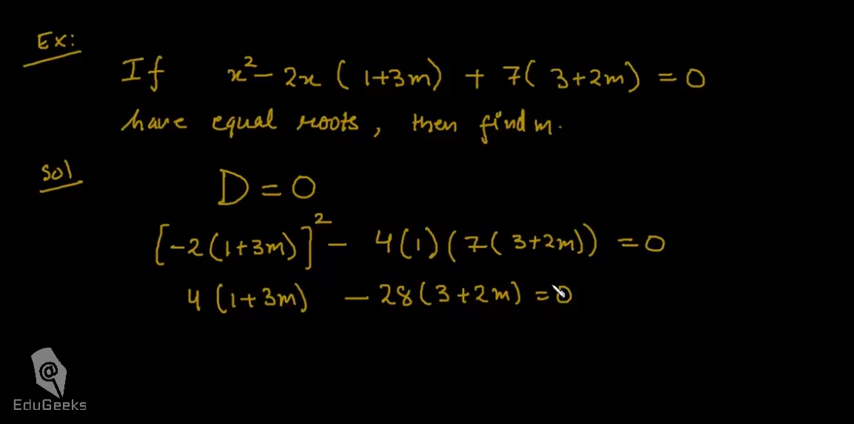 Ex:
If x² - 2x ( 1+3m) + 7( 3+2m) = 0
have equal roots, then find m.
Sol
D = 0
[-2(1+3m)]² - 4(1)(7(3+2m)) = 0
4(1+3m) - 28(3+2m) = 0
@
EduGeeks